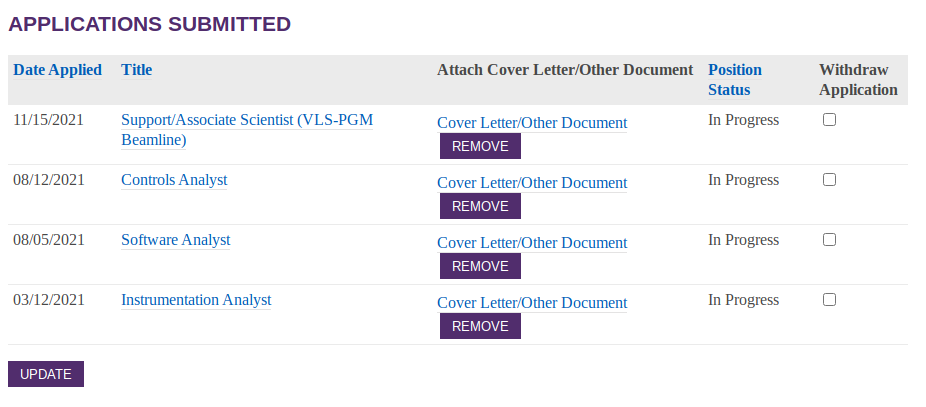 APPLICATIONS SUBMITTED
Date Applied Title Attach Cover Letter/Other Document Position Status Withdraw Application
11/15/2021 Support/Associate Scientist (VLS-PGM Beamline) Cover Letter/Other Document In Progress
REMOVE
08/12/2021 Controls Analyst Cover Letter/Other Document In Progress
REMOVE
08/05/2021 Software Analyst Cover Letter/Other Document In Progress
REMOVE
03/12/2021 Instrumentation Analyst Cover Letter/Other Document In Progress
REMOVE
UPDATE